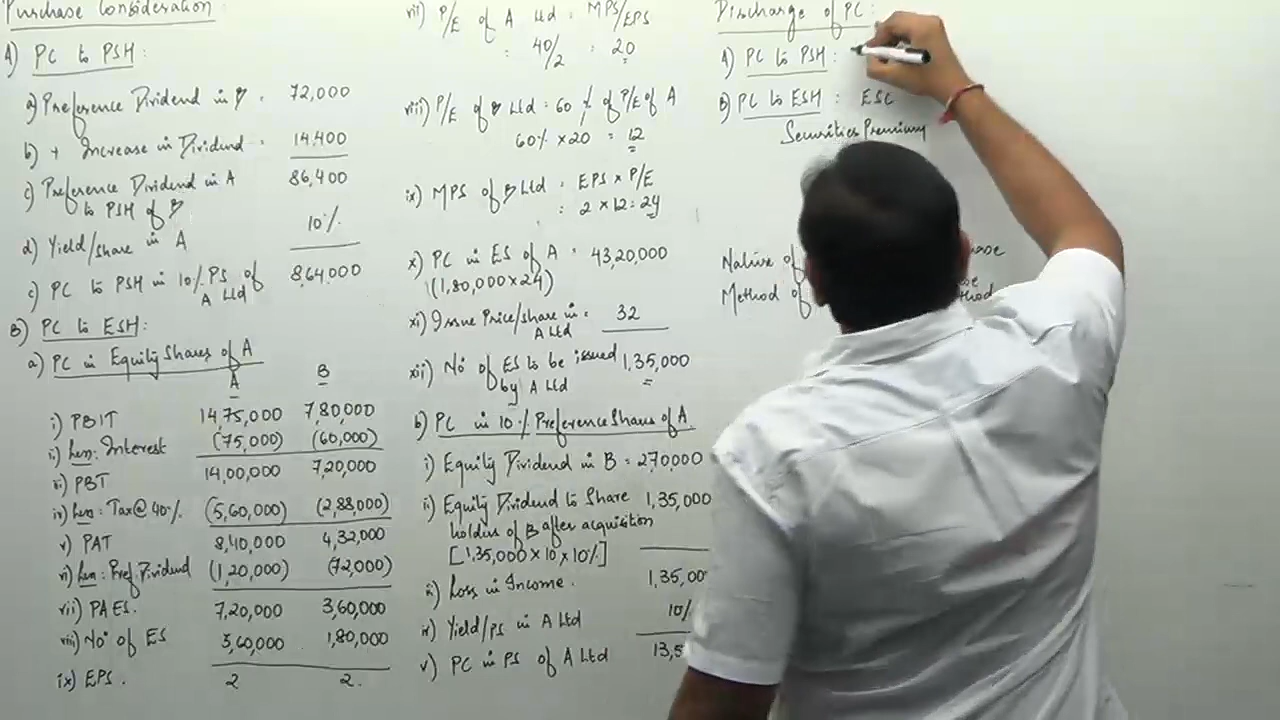 Purchase Consideration
A) PC to PSH:
a) Preference Dividend in B = 72,000
b) + Increase in Dividend = 14,400
c) Preference Dividend in A 86,400
to PSH of B
d) Yield/share in A 10%
c) PC to PSH in 10% PS of 8,64,000
A Ltd
B) PC to ESH:
a) PC in Equity Shares of A
A B
i) PBIT 14,75,000 7,80,000
ii) Less: Interest (75,000) (60,000)
PBT 14,00,000 7,20,000
iv) Less: Tax@ 40% (5,60,000) (2,88,000)
v) PAT 8,40,000 4,32,000
vi) Less: Pref. Dividend (1,20,000) (72,000)
vii) PAES. 7,20,000 3,60,000
viii) No of ES 3,60,000 1,80,000
ix) EPS. 2 2.
vii) P/E of A Ltd = MPS/EPS
= 40/2 = 20
viii) P/E of B Ltd = 60 % of P/E of A
60% x 20 = 12
ix) MPS of B Ltd = EPS x P/E
= 2 x 12 = 24
x) PC in ES of A = 43,20,000
(1,80,000 x 24)
xi) Issue Price/share in = 32
A Ltd
xii) No of ES to be issued 1,35,000
by A Ltd
b) PC in 10% Preference Shares of A.
i) Equity Dividend in B = 270,000
ii) Equity Dividend to Share 1,35,000
holders of B after acquisition
[1,35,000 x 10 x 10%]
Loss in Income. 1,35,00
iv) Yield/PS in A Ltd 10%
v) PC in PS of A Ltd 13,5
Discharge of PC:
A) PC to PSH:
B) PC to ESH: ESC
Securities Premium
Nature of
Method of